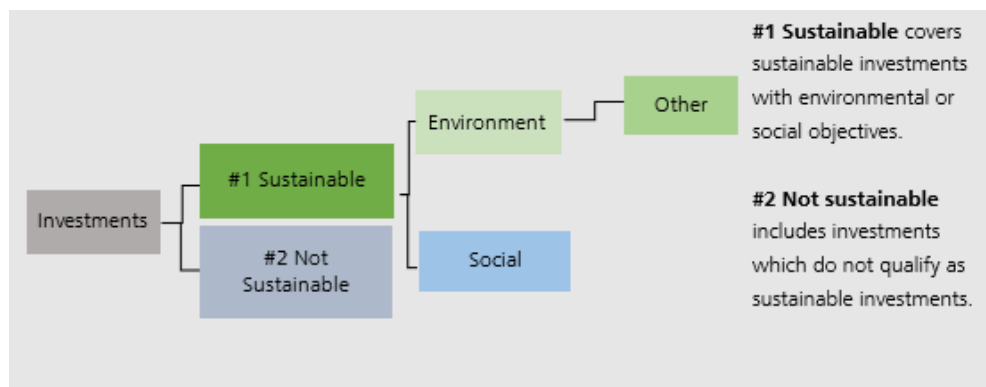 Investments
#1 Sustainable
#2 Not
Sustainable
Environment
Social
Other
#1 Sustainable covers
sustainable investments
with environmental or
social objectives.
#2 Not sustainable
includes investments
which do not qualify as
sustainable investments.